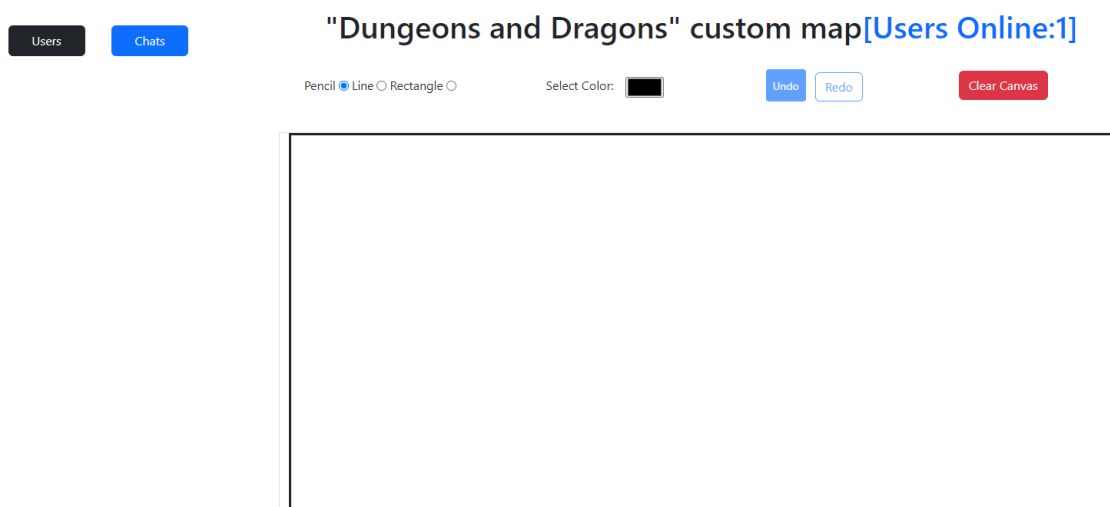 Users
Chats
"Dungeons and Dragons" custom map[Users Online:1]
Pencil Line Rectangle
Select Color:
Undo
Redo
Clear Canvas